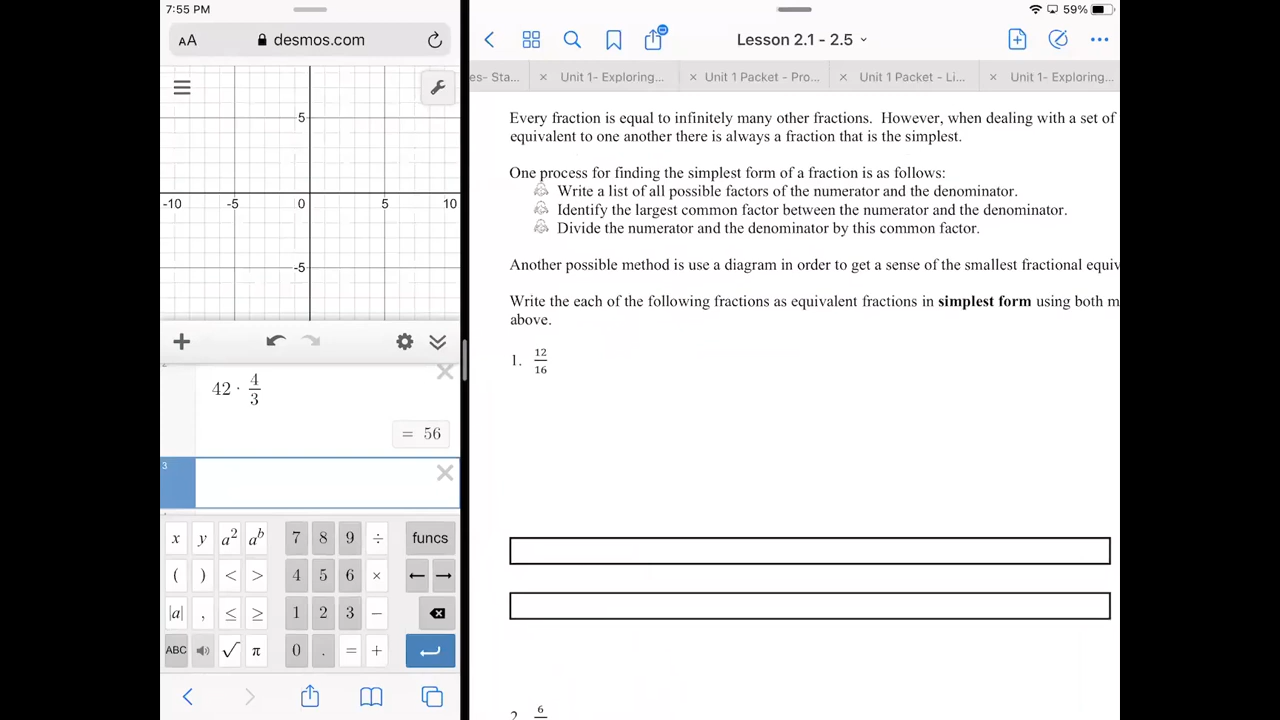 7:55 PM
59%
AA
desmos.com
5
-10
-5
0
5
10
-5
42 · 4/3
= 56
3
x y a² aᵇ 7 8 9 ÷ funcs
( ) < > 4 5 6 × ← →
|a| , ≤ ≥ 1 2 3 −
ABC √ π 0 . = +
Lesson 2.1 - 2.5
es- Sta...
× Unit 1- Exploring...
× Unit 1 Packet - Pro...
× Unit 1 Packet - Li...
× Unit 1- Exploring...
Every fraction is equal to infinitely many other fractions. However, when dealing with a set of
equivalent to one another there is always a fraction that is the simplest.
One process for finding the simplest form of a fraction is as follows:
Write a list of all possible factors of the numerator and the denominator.
Identify the largest common factor between the numerator and the denominator.
Divide the numerator and the denominator by this common factor.
Another possible method is use a diagram in order to get a sense of the smallest fractional equiv
Write the each of the following fractions as equivalent fractions in simplest form using both m
above.
1. 12/16
2 6